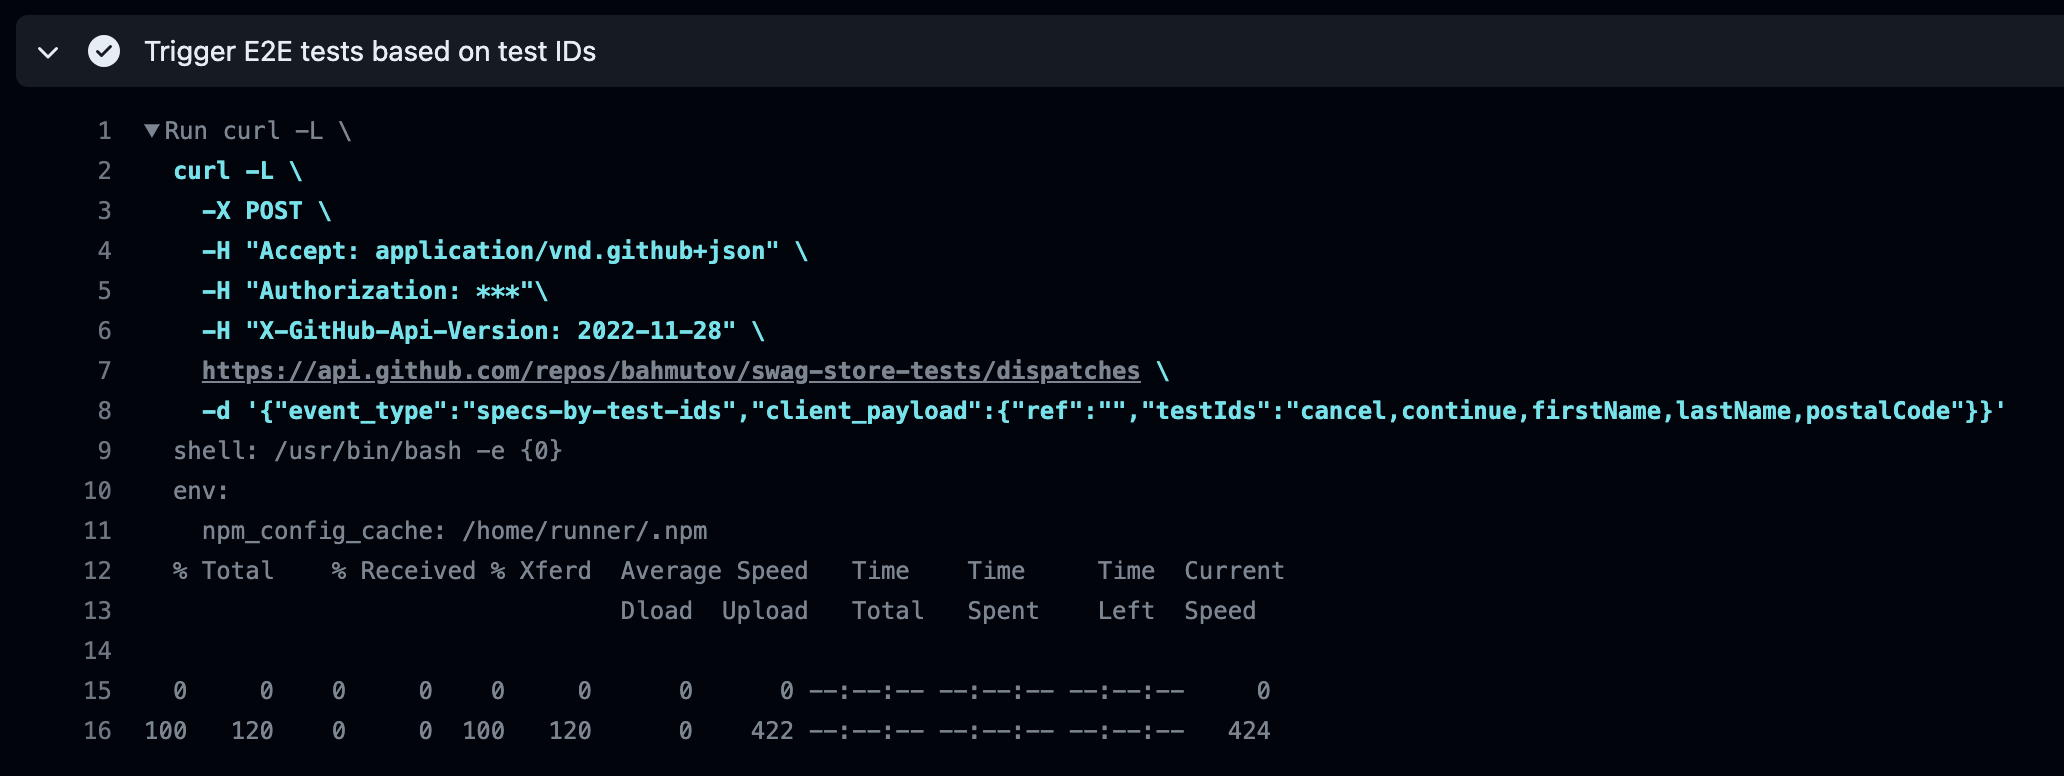 Trigger E2E tests based on test IDs
1 ▼Run curl -L \
2 curl -L \
3 -X POST \
4 -H "Accept: application/vnd.github+json" \
5 -H "Authorization: ***"\
6 -H "X-GitHub-Api-Version: 2022-11-28" \
7 https://api.github.com/repos/bahmutov/swag-store-tests/dispatches \
8 -d '{"event_type":"specs-by-test-ids","client_payload":{"ref":"","testIds":"cancel,continue,firstName,lastName,postalCode"}}'
9 shell: /usr/bin/bash -e {0}
10 env:
11 npm_config_cache: /home/runner/.npm
12 % Total % Received % Xferd Average Speed Time Time Time Current
13 Dload Upload Total Spent Left Speed
14
15 0 0 0 0 0 0 0 0 --:--:-- --:--:-- --:--:-- 0
16 100 120 0 0 100 120 0 422 --:--:-- --:--:-- --:--:-- 424